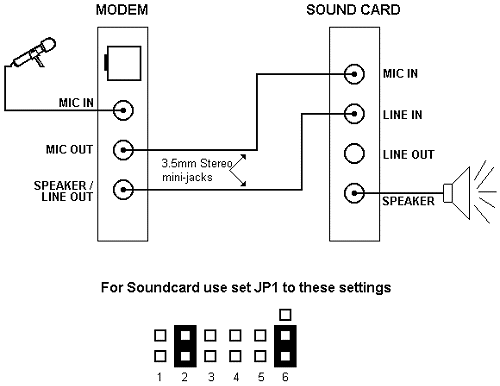 MODEM
SOUND CARD
MIC IN
MIC IN
LINE IN
MIC OUT
3.5mm Stereo
mini-jacks
LINE OUT
SPEAKER /
LINE OUT
SPEAKER
For Soundcard use set JP1 to these settings
1 2 3 4 5 6